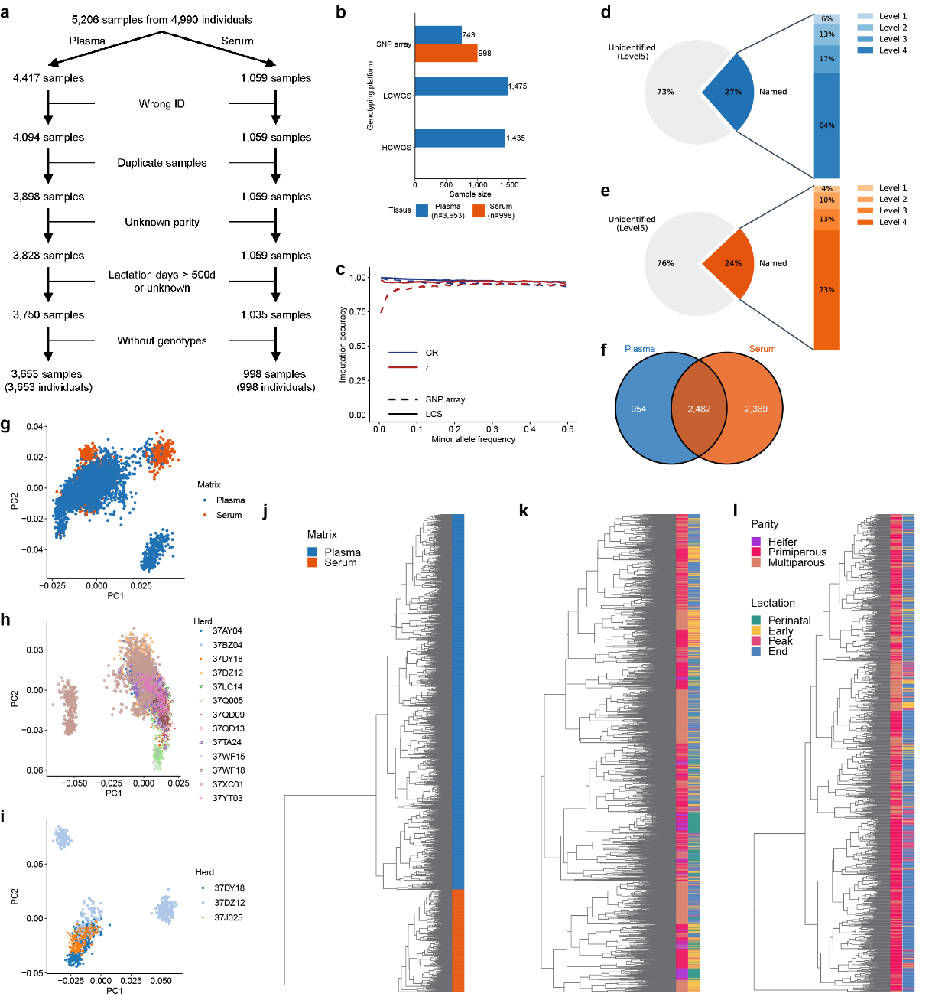 a
5,206 samples from 4,990 individuals
Plasma
Serum
4,417 samples
1,059 samples
Wrong ID
4,094 samples
1,059 samples
Duplicate samples
3,898 samples
1,059 samples
Unknown parity
3,828 samples
1,059 samples
Lactation days > 500d
or unknown
3,750 samples
1,035 samples
Without genotypes
3,653 samples
(3,653 individuals)
998 samples
(998 individuals)
b
Genotyping platform
SNP array
743
998
LCWGS
1,475
HCWGS
1,435
0
500
1,000
1,500
Sample size
TIssue
Plasma
(n=3,653)
Serum
(n=998)
c
Imputation accuracy
1.00
0.75
0.50
0.25
0.00
CR
r
SNP array
LCS
0.0
0.1
0.2
0.3
0.4
0.5
Minor allele frequency
d
Unidentified
(Level5)
73%
27%
Named
6%
13%
17%
64%
Level 1
Level 2
Level 3
Level 4
e
Unidentified
(Level5)
76%
24%
Named
4%
10%
13%
73%
Level 1
Level 2
Level 3
Level 4
f
Plasma
Serum
954
2,482
2,369
g
PC2
0.04
0.02
0.00
−0.02
−0.04
−0.025
0.000
0.025
PC1
Matrix
Plasma
Serum
h
PC2
0.03
0.00
−0.03
−0.06
−0.050
−0.025
0.000
0.025
PC1
Herd
37AY04
37BZ04
37DY18
37DZ12
37LC14
37Q005
37QD09
37QD13
37TA24
37WF15
37WF18
37XC01
37YT03
i
PC2
0.05
0.00
−0.05
−0.025
0.000
0.025
0.050
PC1
Herd
37DY18
37DZ12
37J025
j
Matrix
Plasma
Serum
k
l
Parity
Heifer
Primiparous
Multiparous
Lactation
Perinatal
Early
Peak
End